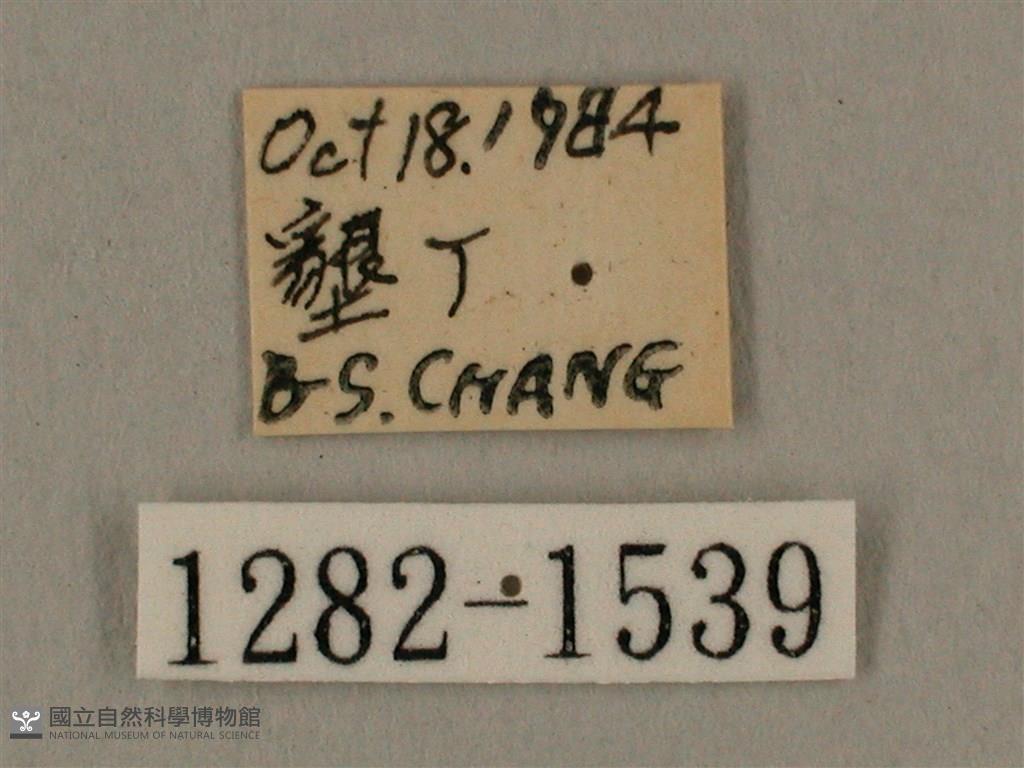 Oct 18.1984
墾丁
B-S. CHANG
1282-1539
國立自然科學博物館
NATIONAL MUSEUM OF NATURAL SCIENCE